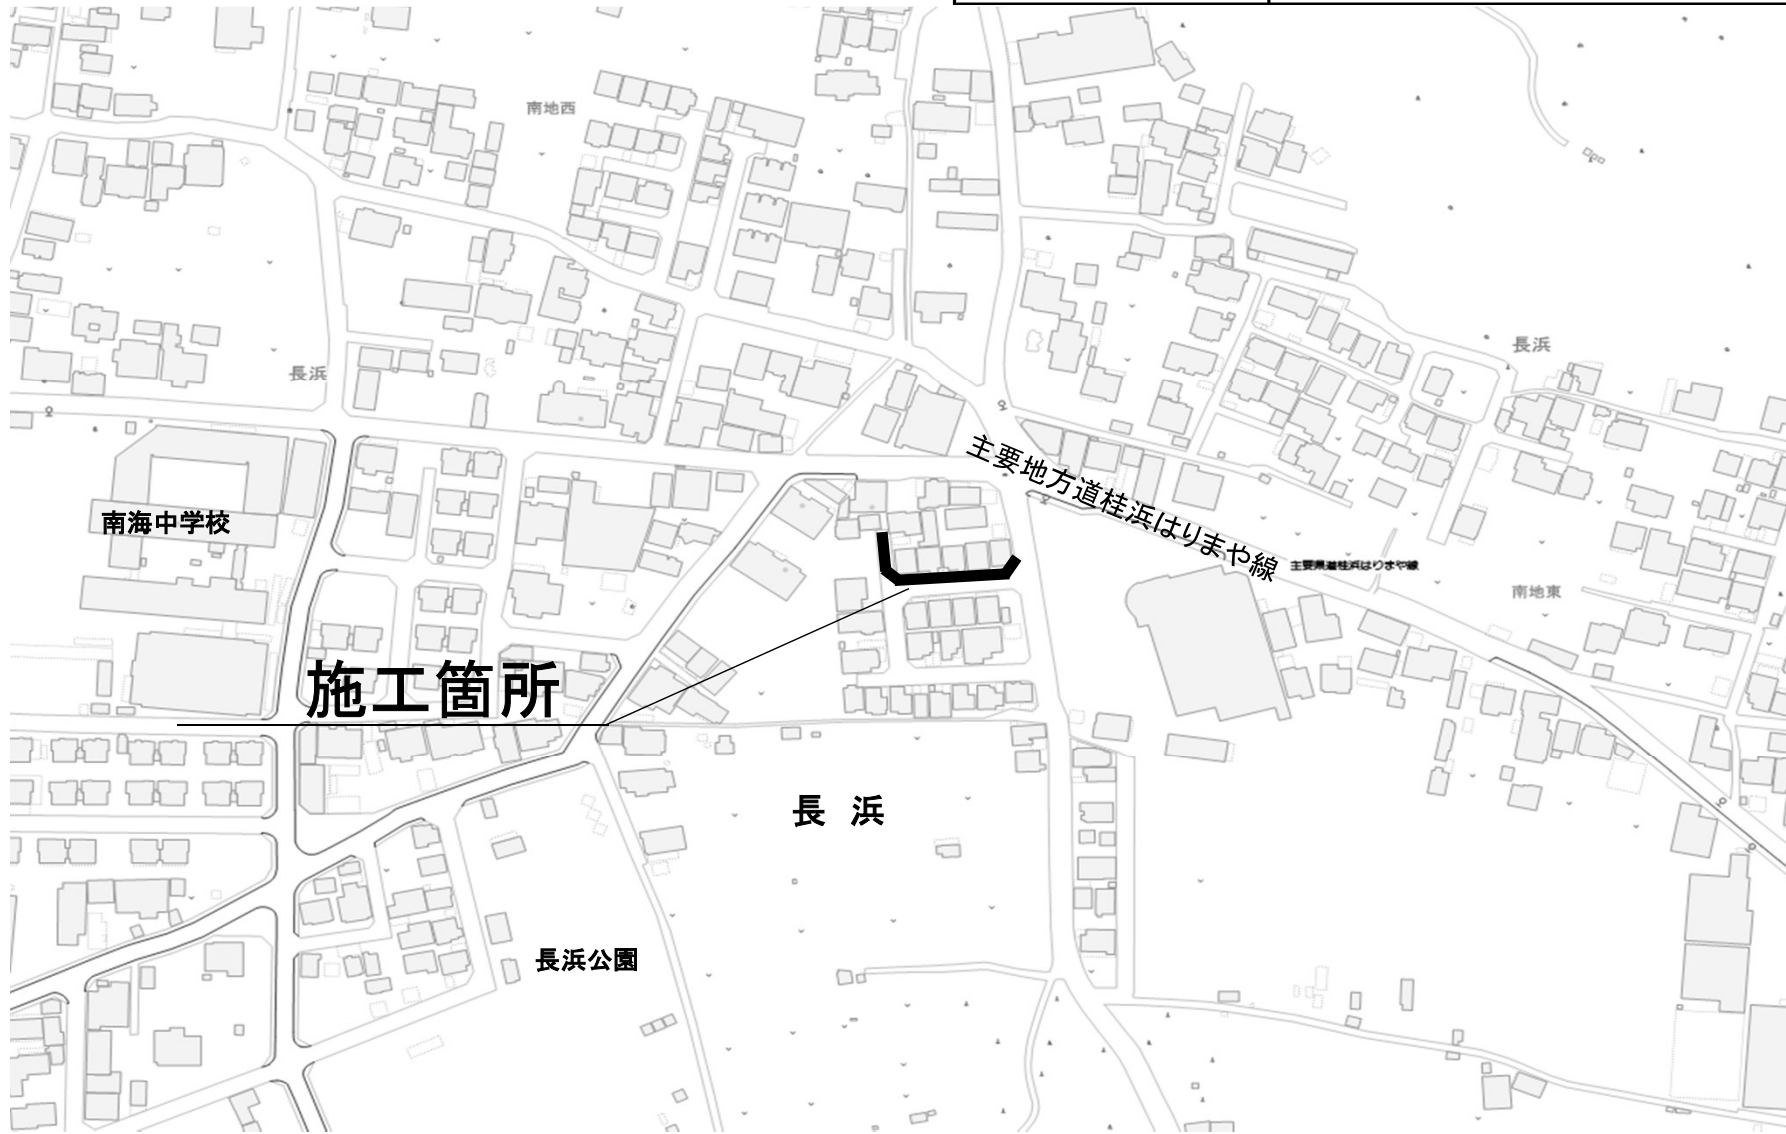 南地西
長浜
長浜
主要地方道桂浜はりまや線
南海中学校
主要県道桂浜はりまや線
南地東
施工箇所
長 浜
長浜公園